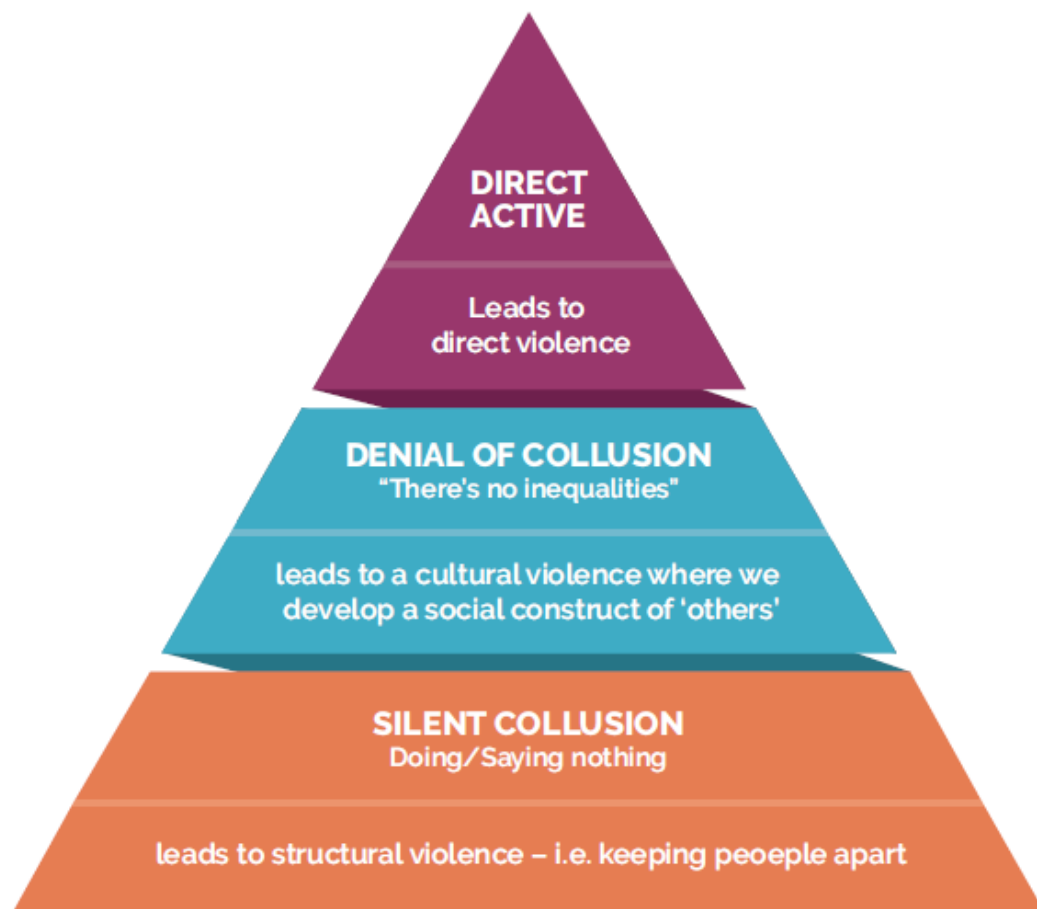 DIRECT
ACTIVE
Leads to
direct violence
DENIAL OF COLLUSION
“There’s no inequalities”
leads to a cultural violence where we
develop a social construct of ‘others’
SILENT COLLUSION
Doing/Saying nothing
leads to structural violence – i.e. keeping peoeple apart